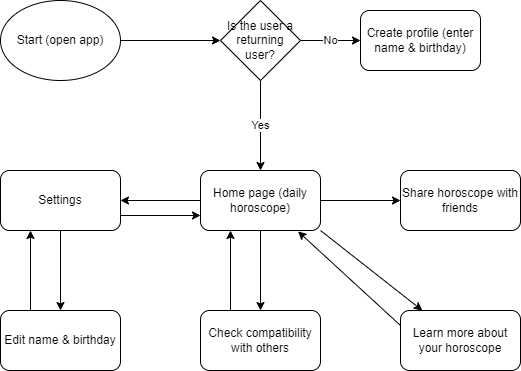 Start (open app)
Is the user a
returning
user?
No
Create profile (enter
name & birthday)
Yes
Settings
Home page (daily
horoscope)
Share horoscope with
friends
Edit name & birthday
Check compatibility
with others
Learn more about
your horoscope